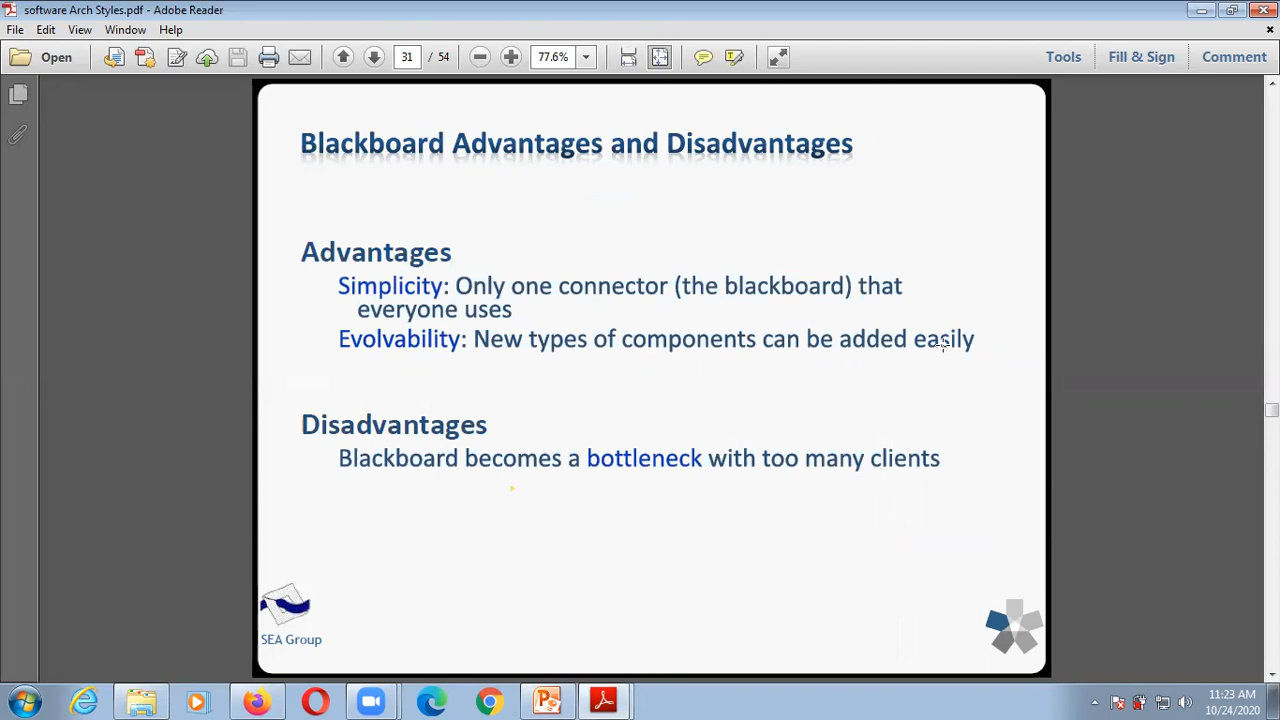 software Arch Styles.pdf - Adobe Reader
File Edit View Window Help
Open 31 / 54 77.6% Tools Fill & Sign Comment
Blackboard Advantages and Disadvantages
Advantages
Simplicity: Only one connector (the blackboard) that
everyone uses
Evolvability: New types of components can be added easily
Disadvantages
Blackboard becomes a bottleneck with too many clients
SEA Group
11:23 AM
10/24/2020